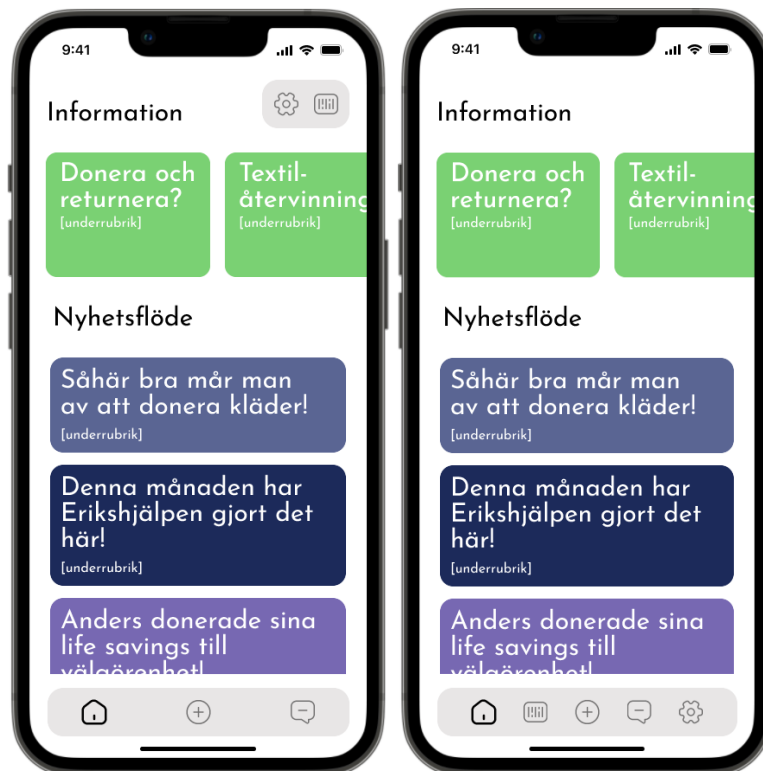 9:41
Information
Donera och
returnera?
[underrubrik]
Textil-
återvinning
[underrubrik]
Nyhetsflöde
Såhär bra mår man
av att donera kläder!
[underrubrik]
Denna månaden har
Erikshjälpen gjort det
här!
[underrubrik]
Anders donerade sina
life savings till
välgörenhet!
9:41
Information
Donera och
returnera?
[underrubrik]
Textil-
återvinning
[underrubrik]
Nyhetsflöde
Såhär bra mår man
av att donera kläder!
[underrubrik]
Denna månaden har
Erikshjälpen gjort det
här!
[underrubrik]
Anders donerade sina
life savings till
välgörenhet!